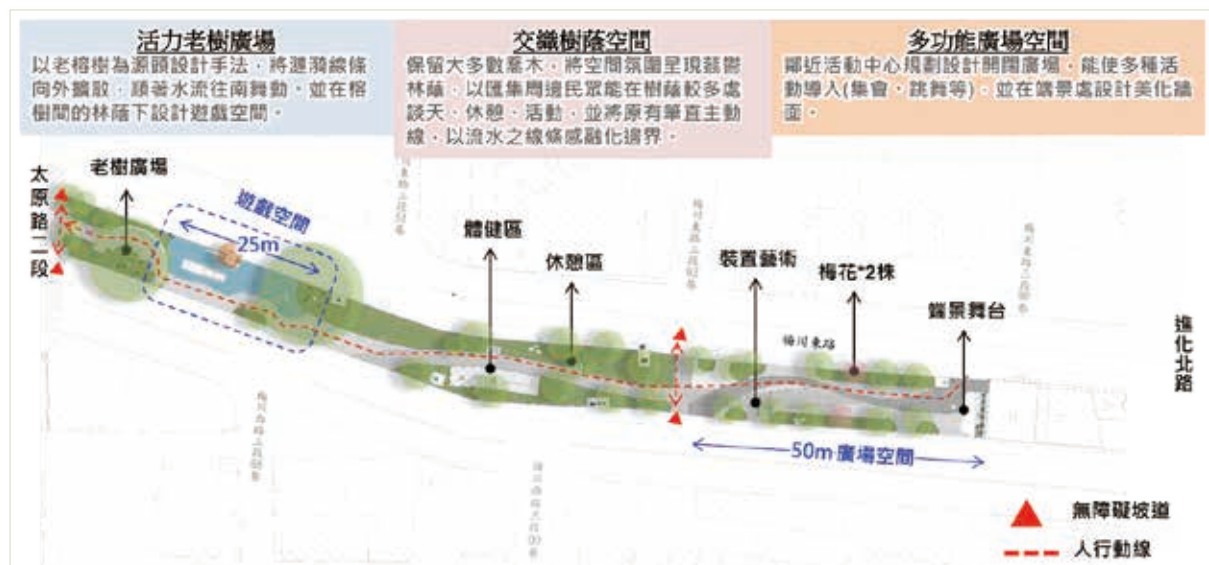 活力老樹廣場
以老榕樹為源頭設計手法，將漣漪線條
向外擴散，順著水流往南舞動，並在榕
樹間的林蔭下設計遊戲空間。
交織樹蔭空間
保留大多數喬木，將空間氛圍呈現蓊鬱
林蔭，以匯集周邊民眾能在樹蔭較多處
談天、休憩、活動，並將原有筆直主動
線，以流水之線條感融化邊界。
多功能廣場空間
鄰近活動中心規劃設計開闊廣場，能使多種活
動導入(集會、跳舞等)，並在端景處設計美化牆
面。
太原路二段
老樹廣場
遊戲空間
25m
體健區
休憩區
裝置藝術
梅花*2株
端景舞台
梅川東路
進化北路
50m 廣場空間
無障礙坡道
人行動線